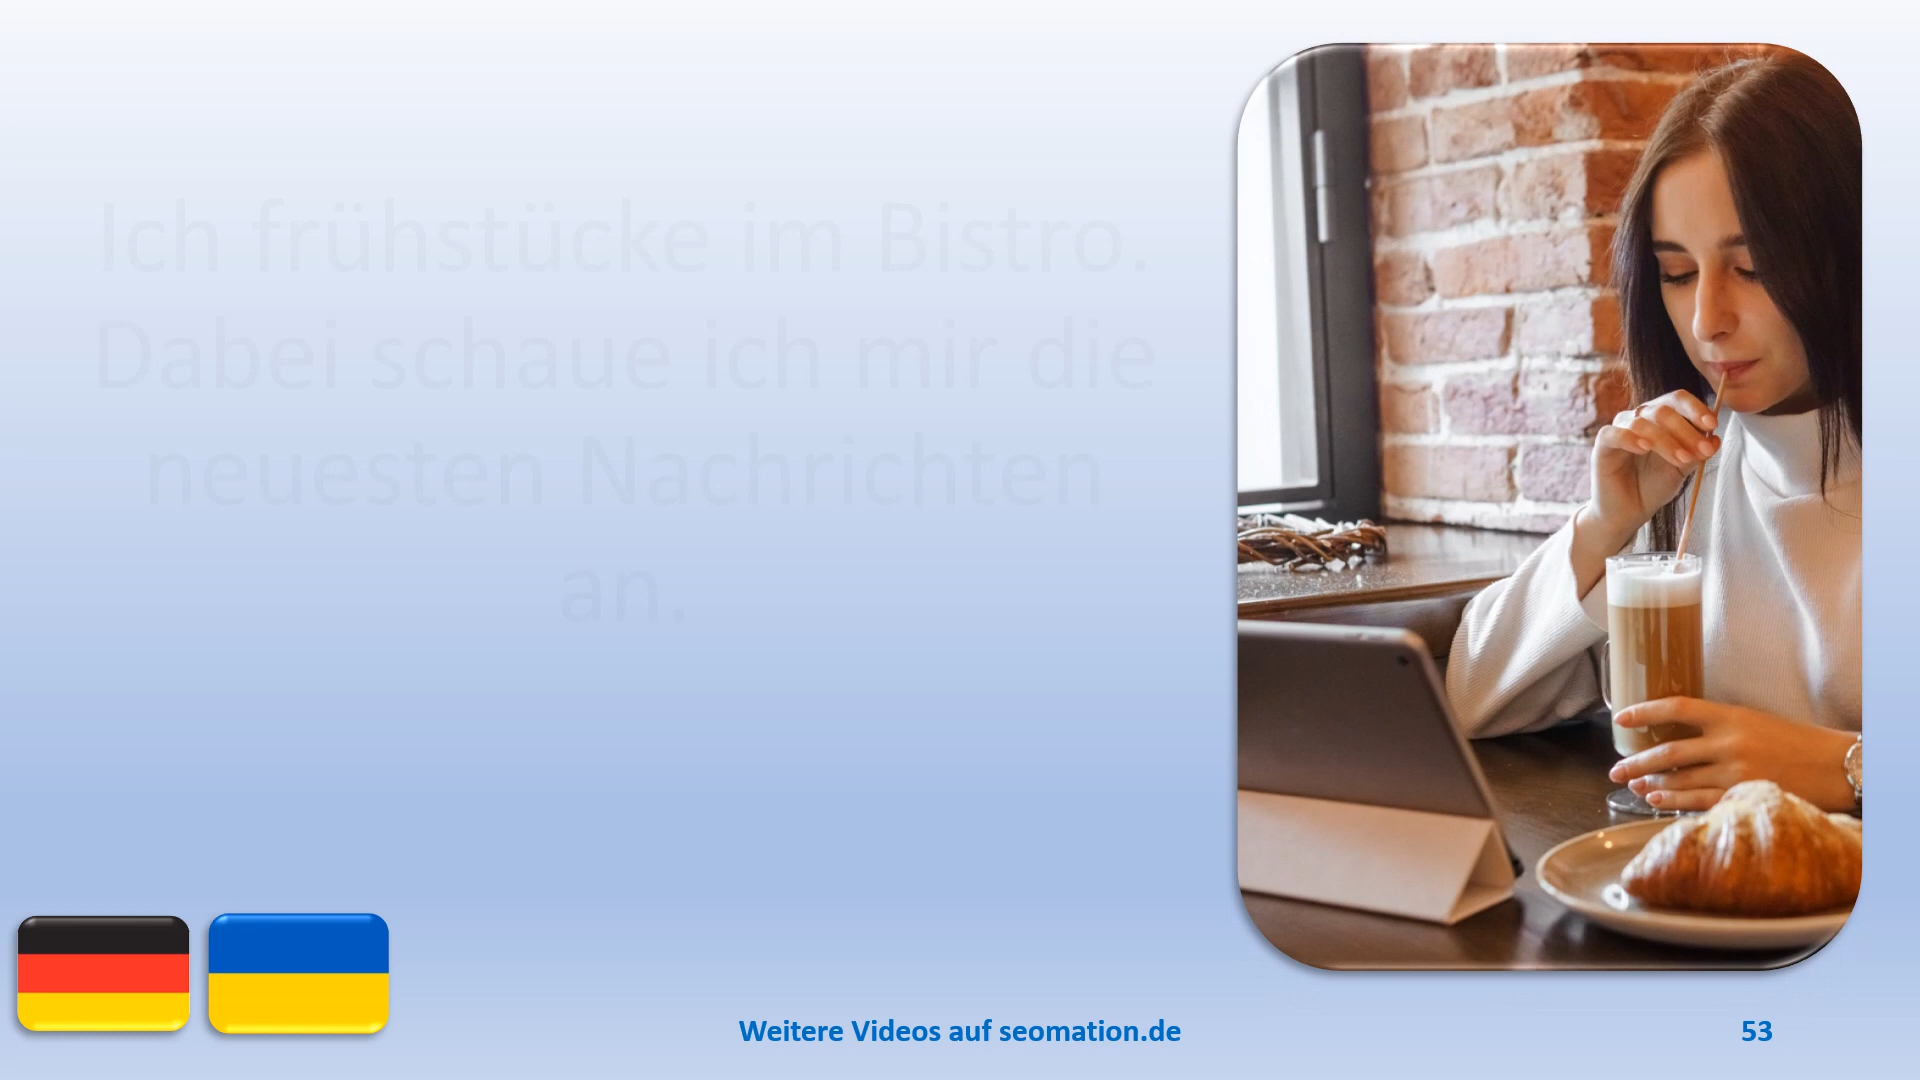 Ich frühstücke im Bistro.
Dabei schaue ich mir die
neuesten Nachrichten
an.
Weitere Videos auf seomation.de
53